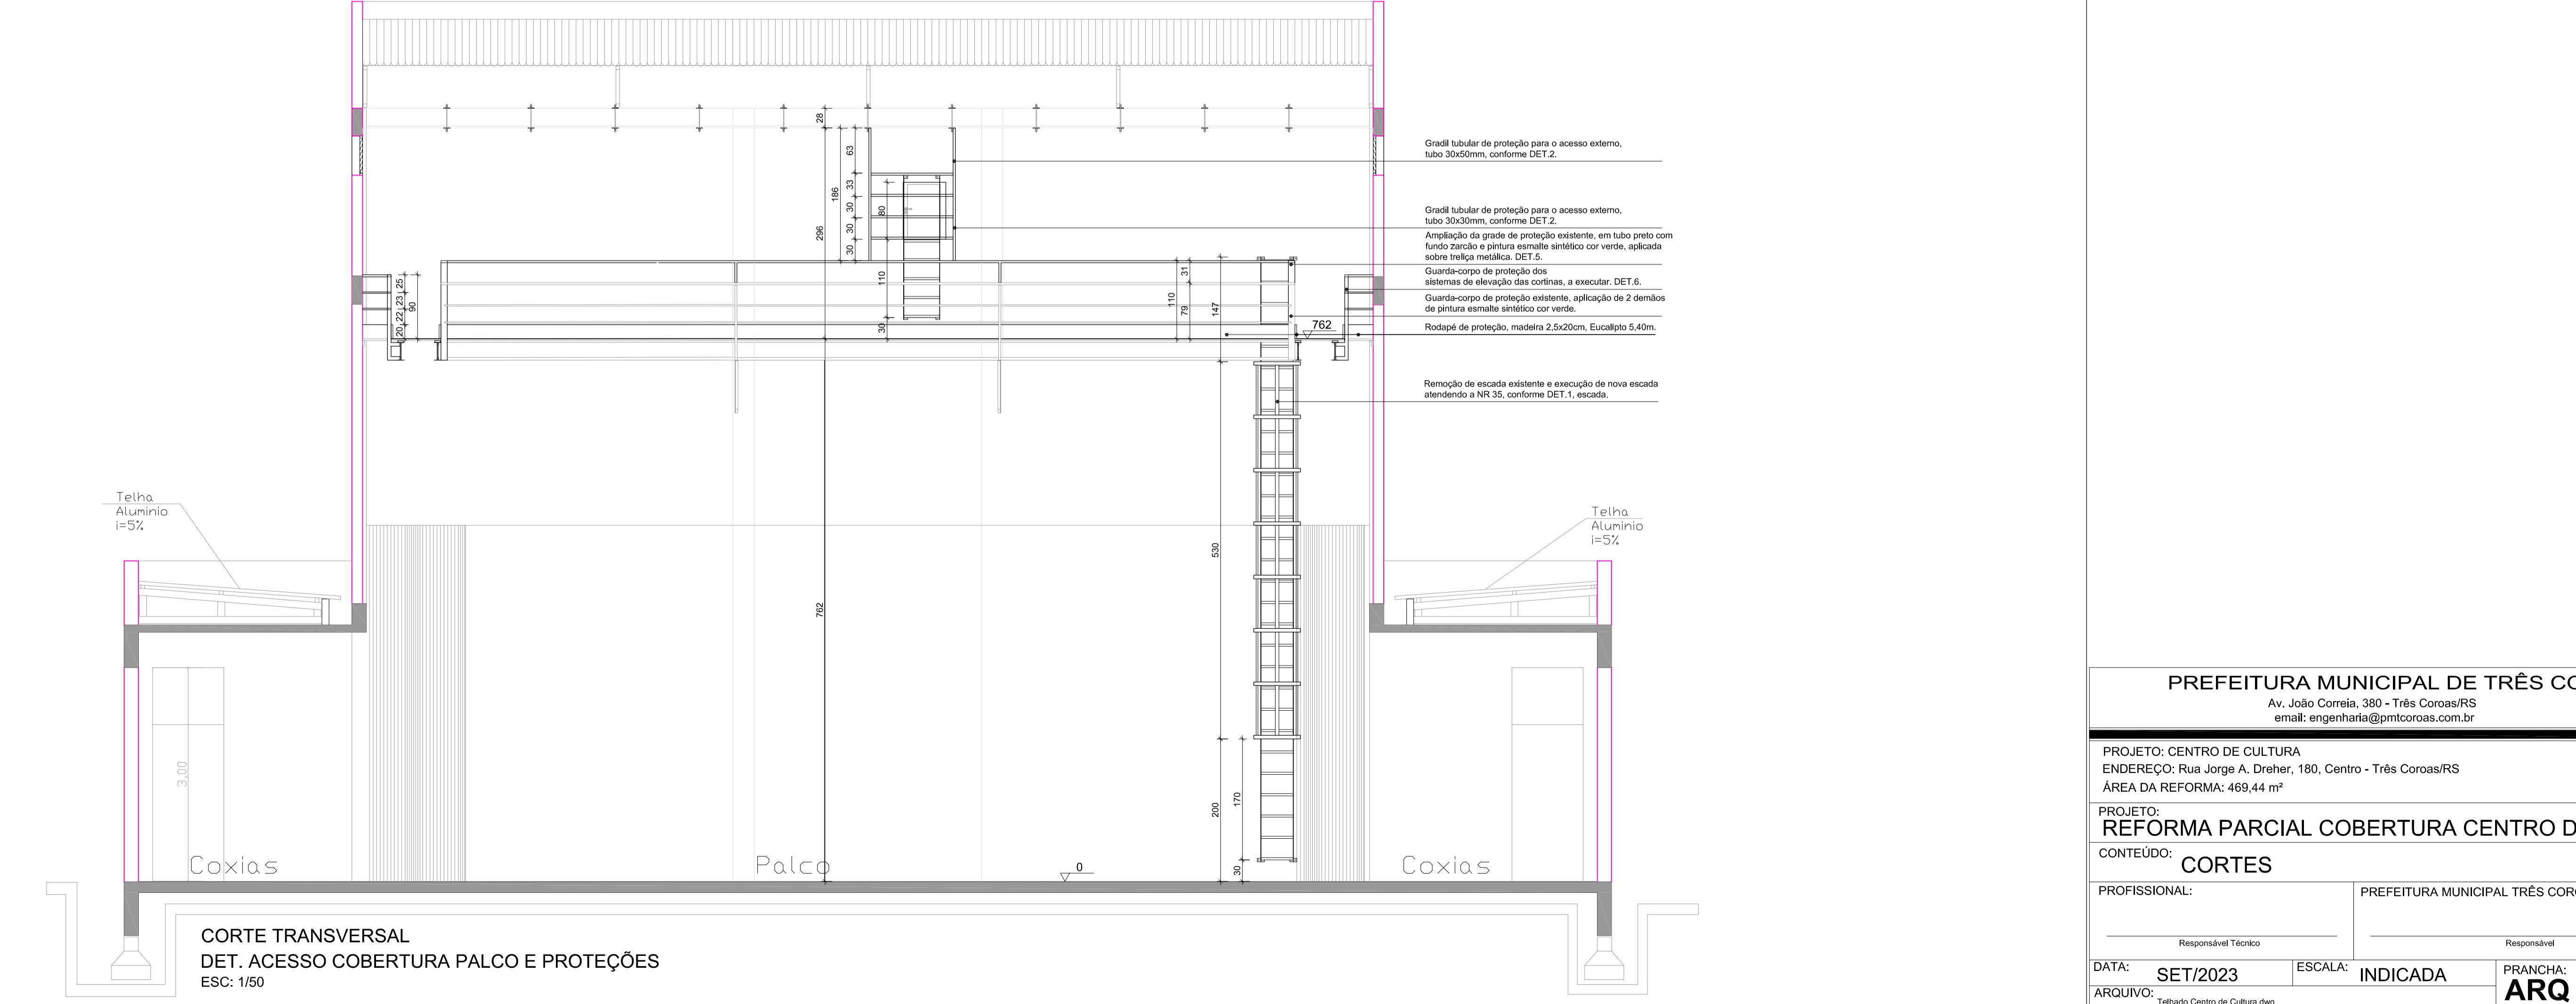 Gradil tubular de proteção para o acesso externo,
tubo 30x50mm, conforme DET.2.
Gradil tubular de proteção para o acesso externo,
tubo 30x30mm, conforme DET.2.
Ampliação da grade de proteção existente, em tubo preto com
fundo zarcão e pintura esmalte sintético cor verde, aplicada
sobre treliça metálica. DET.5.
Guarda-corpo de proteção dos
sistemas de elevação das cortinas, a executar. DET.6.
Guarda-corpo de proteção existente, aplicação de 2 demãos
de pintura esmalte sintético cor verde.
Rodapé de proteção, madeira 2,5x20cm, Eucalipto 5,40m.
Remoção de escada existente e execução de nova escada
atendendo a NR 35, conforme DET.1, escada.
28
63
186
33
30
80
30
296
30
30
110
30
25
23
90
22
20
31
110
79
147
762
530
762
200
170
30
0
Telha
Aluminio
i=5%
Telha
Aluminio
i=5%
3,00
Coxias
Palco
Coxias
CORTE TRANSVERSAL
DET. ACESSO COBERTURA PALCO E PROTEÇÕES
ESC: 1/50
PREFEITURA MUNICIPAL DE TRÊS CO
Av. João Correia, 380 - Três Coroas/RS
email: engenharia@pmtcoroas.com.br
PROJETO: CENTRO DE CULTURA
ENDEREÇO: Rua Jorge A. Dreher, 180, Centro - Três Coroas/RS
ÁREA DA REFORMA: 469,44 m²
PROJETO:
REFORMA PARCIAL COBERTURA CENTRO D
CONTEÚDO:
CORTES
PROFISSIONAL:
PREFEITURA MUNICIPAL TRÊS COR
Responsável Técnico
Responsável
DATA:
SET/2023
ESCALA:
INDICADA
PRANCHA:
ARQ
ARQUIVO:
Telhado Centro de Cultura.dwg